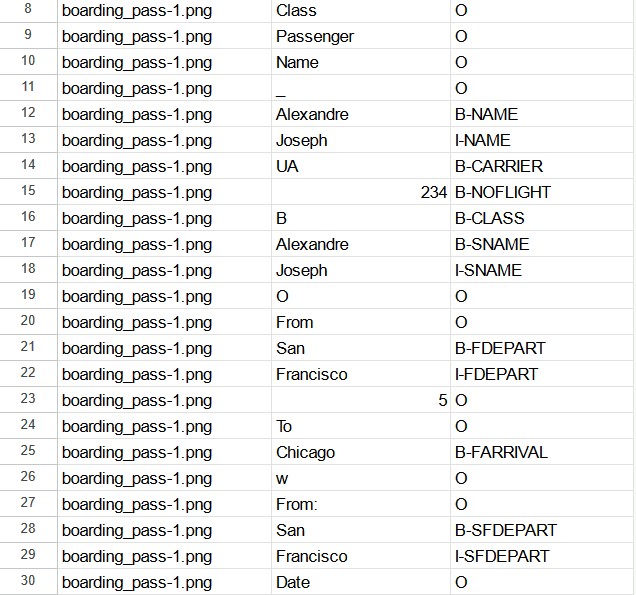 8 boarding_pass-1.png Class O
9 boarding_pass-1.png Passenger O
10 boarding_pass-1.png Name O
11 boarding_pass-1.png _ O
12 boarding_pass-1.png Alexandre B-NAME
13 boarding_pass-1.png Joseph I-NAME
14 boarding_pass-1.png UA B-CARRIER
15 boarding_pass-1.png 234 B-NOFLIGHT
16 boarding_pass-1.png B B-CLASS
17 boarding_pass-1.png Alexandre B-SNAME
18 boarding_pass-1.png Joseph I-SNAME
19 boarding_pass-1.png O O
20 boarding_pass-1.png From O
21 boarding_pass-1.png San B-FDEPART
22 boarding_pass-1.png Francisco I-FDEPART
23 boarding_pass-1.png 5 O
24 boarding_pass-1.png To O
25 boarding_pass-1.png Chicago B-FARRIVAL
26 boarding_pass-1.png w O
27 boarding_pass-1.png From: O
28 boarding_pass-1.png San B-SFDEPART
29 boarding_pass-1.png Francisco I-SFDEPART
30 boarding_pass-1.png Date O